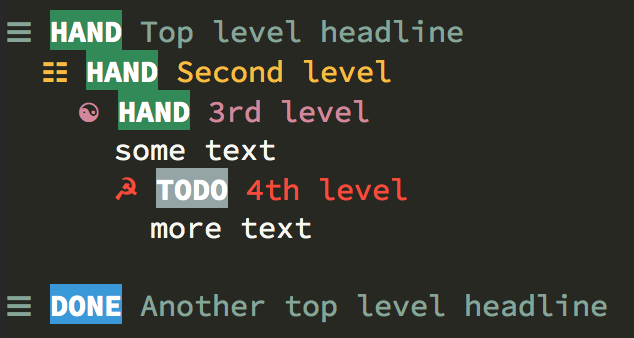 ☰ HAND Top level headline
☷ HAND Second level
☯ HAND 3rd level
some text
☭ TODO 4th level
more text
☰ DONE Another top level headline